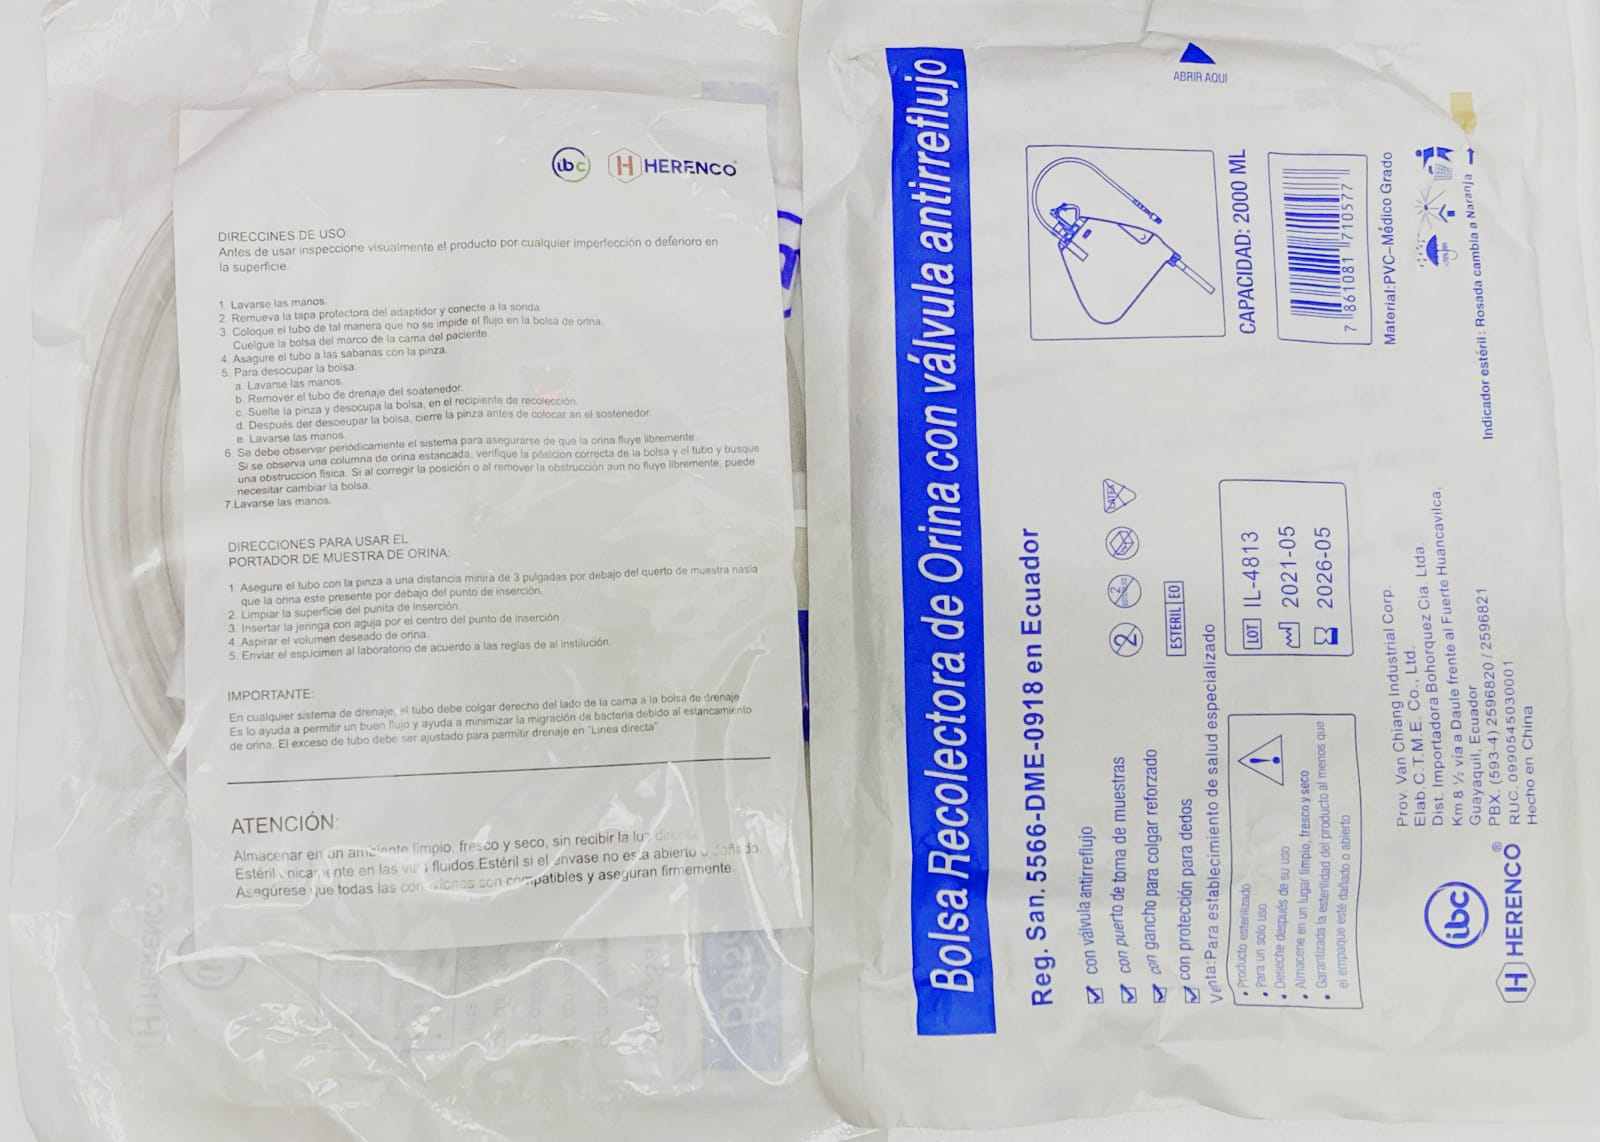 ibc H HERENCO
DIRECCINES DE USO:
Antes de usar inspeccione visualmente el producto por cualquier imperfección o deferioro en
la superficie.
1. Lavarse las manos.
2. Remueva la tapa protectora del adaptidor y conecte a la sonda.
3. Coloque el tubo de tal manera que no se impide el flujo en la bolsa de orina.
Cuelgue la bolsa del marco de la cama del pacierite.
4. Asagure el tubo a las sabanas con la pinza.
5. Para desocupar la bolsa:
a. Lavarse las manos.
b. Remover el tubo de drenaje del soatenedor.
c. Suelte la pinza y desocupa la bolsa, en el recipiente de recolección.
d. Después der desoeupar la bolsa, cierre la pinza antes de colocar an el sostenedor.
e. Lavarse las manos.
6. Se debe observar periódicamente el sistema para asegurarse de que la orina fluye libremente.
Si se observa una columna de orina estancada, verifique la pósicion correcta de la bolsa y el tubo y busque
una obstruccion fisica. Si al corregir la posición o al remover la obstrucción aun no fluye libremente, puede
necesitar cambiar la bolsa.
7.Lavarse las manos.
DIRECCIONES PARA USAR EL
PORTADOR DE MUESTRA DE ORINA:
1. Asegure el tubo con la pinza a una distancia minira de 3 pulgadas por debajo del querto de muestra nasla
que la orina este presente por debajo del punto de inserción.
2. Limpiar la superficie del punita de inserción.
3. Insertar la jeringa con aguja por el centro del punto de Inserción
4. Aspirar el volumen deseado de orina.
5. Enviar el espJcimen al laboratorio de acuerdo a las reglas de al institución.
IMPORTANTE:
En cualquier sistema de drenaje, el tubo debe colgar derecho del lado de la cama a la bolsa de drenaje
Es lo ayuda a permitir un buen flujo y ayuda a minimizar la migración de bacteria debido al eslancamiento
de orina. El exceso de tubo debe ser ajustado para parmitir drenaje en "Linea directa".
ATENCIÓN:
Almacenar en un ambiente limpio, fresco y seco, sin recibir la luz directa
Estéril únicamente en las vias fluidos.Estéril si el envase no esta abierto o dañado.
Asegúrese que todas las conexiones son compatibles y aseguran firmemente.
ABRIR AQUI
Bolsa Recolectora de Orina con válvula antirreflujo
Reg. San. 5566-DME-0918 en Ecuador
CAPACIDAD: 2000 ML
7 861081 710577
Material:PVC-Médico Grado
Indicador estéril: Rosada cambia a Naranja →
con válvula antirreflujo
con puerto de toma de muestras
con gancho para colgar reforzado
con protección para dedos
Venta:Para establecimiento de salud especializado
2
2
LATEX
ESTERIL EO
LOT IL-4813
2021-05
2026-05
• Producto esterilizado
• Para un solo uso
• Deseche después de su uso
• Almacene en un lugar limpio, fresco y seco
• Garantizada la esterilidad del producto al menos que
el empaque esté dañado o abierto
Prov. Van Chiang Industrial Corp.
Elab. C.T.M.E. Co., Ltd.
Dist. Importadora Bohorquez Cia. Ltda.
Km 8 ½ vía a Daule frente al Fuerte Huancavilca.
Guayaquil, Ecuador
PBX. (593-4) 2596820 / 2596821
RUC. 0990545030001
Hecho en China
ibc
H HERENCO®